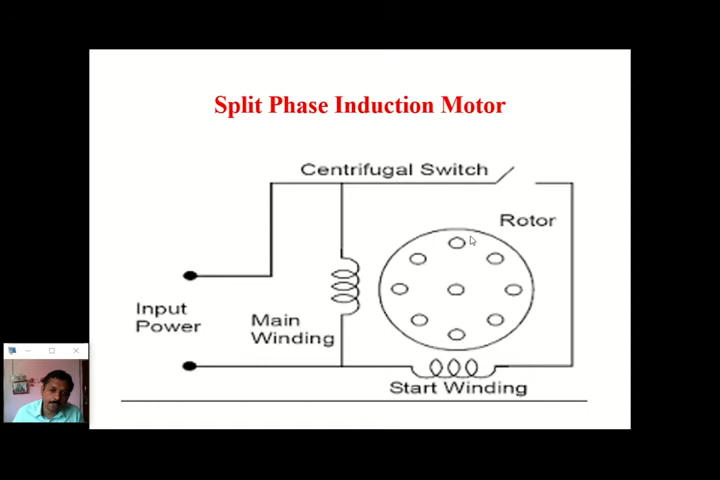 Split Phase Induction Motor
Centrifugal Switch
Rotor
Input
Power
Main
Winding
Start Winding